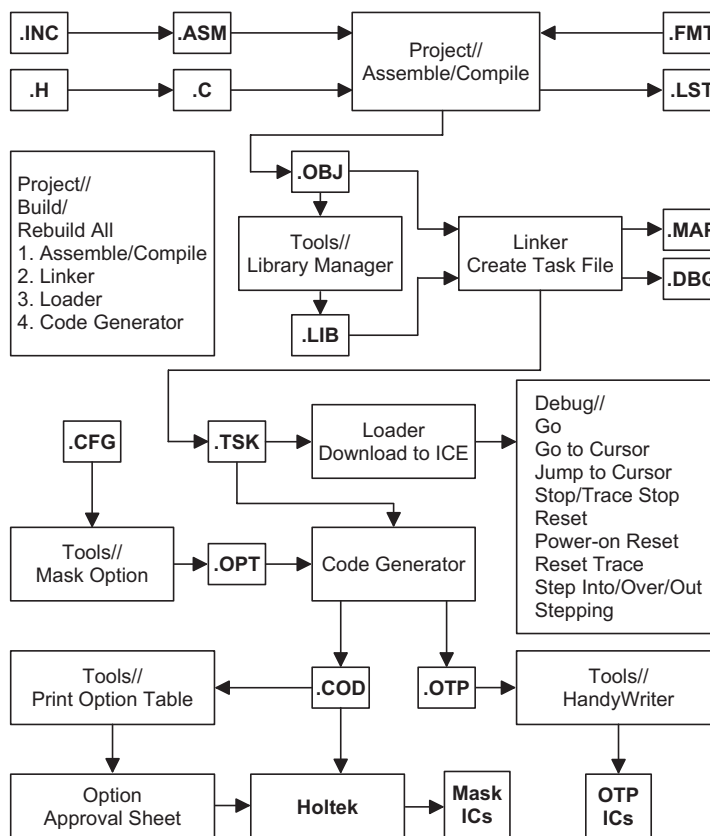 .INC
.ASM
Project//
Assemble/Compile
.FMT
.H
.C
.LST
.OBJ
Project//
Build/
Rebuild All
1. Assemble/Compile
2. Linker
3. Loader
4. Code Generator
Tools//
Library Manager
Linker
Create Task File
.MAP
.DBG
.LIB
.CFG
.TSK
Loader
Download to ICE
Debug//
Go
Go to Cursor
Jump to Cursor
Stop/Trace Stop
Reset
Power-on Reset
Reset Trace
Step Into/Over/Out
Stepping
Tools//
Mask Option
.OPT
Code Generator
Tools//
Print Option Table
.COD
.OTP
Tools//
HandyWriter
Option
Approval Sheet
Holtek
Mask
ICs
OTP
ICs